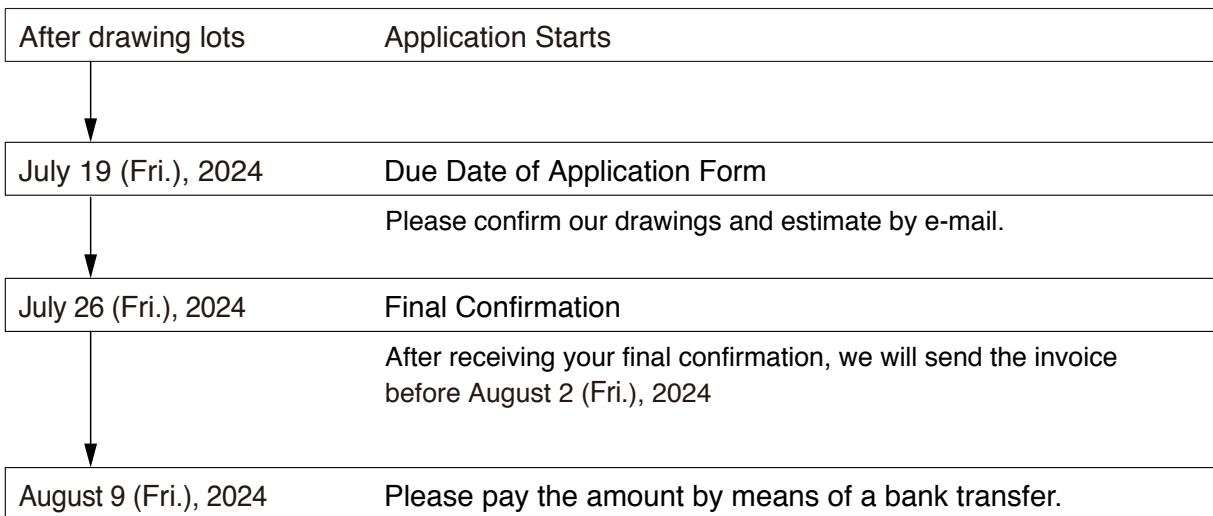 After drawing lots Application Starts
July 19 (Fri.), 2024 Due Date of Application Form
Please confirm our drawings and estimate by e-mail.
July 26 (Fri.), 2024 Final Confirmation
After receiving your final confirmation, we will send the invoice
before August 2 (Fri.), 2024
August 9 (Fri.), 2024 Please pay the amount by means of a bank transfer.